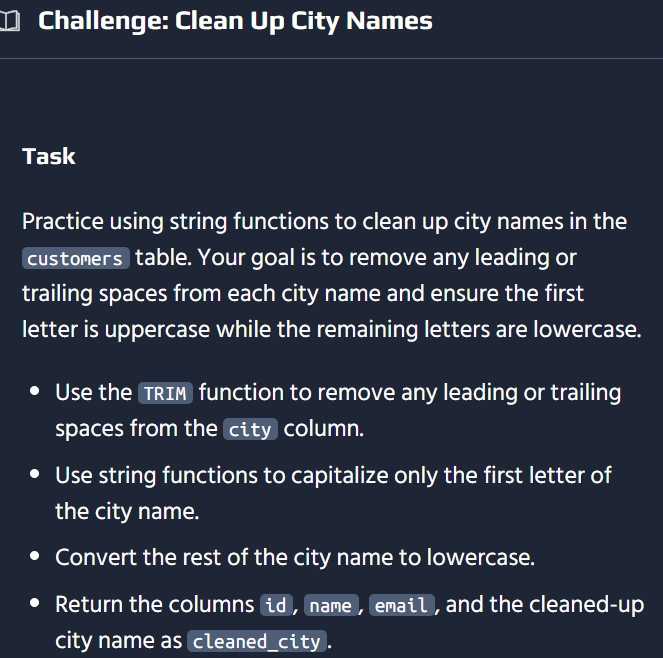 Challenge: Clean Up City Names
Task
Practice using string functions to clean up city names in the
customers table. Your goal is to remove any leading or
trailing spaces from each city name and ensure the first
letter is uppercase while the remaining letters are lowercase.
• Use the TRIM function to remove any leading or trailing
spaces from the city column.
• Use string functions to capitalize only the first letter of
the city name.
• Convert the rest of the city name to lowercase.
• Return the columns id, name, email, and the cleaned-up
city name as cleaned_city.